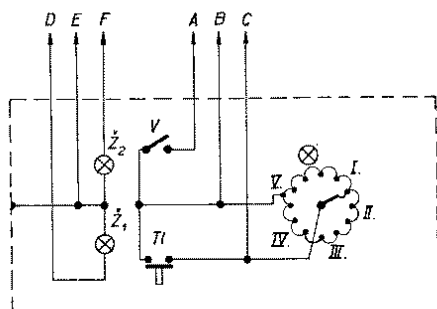 D E F A B C
V
Ž2
V. I.
Ž1 II.
Tl IV. III.